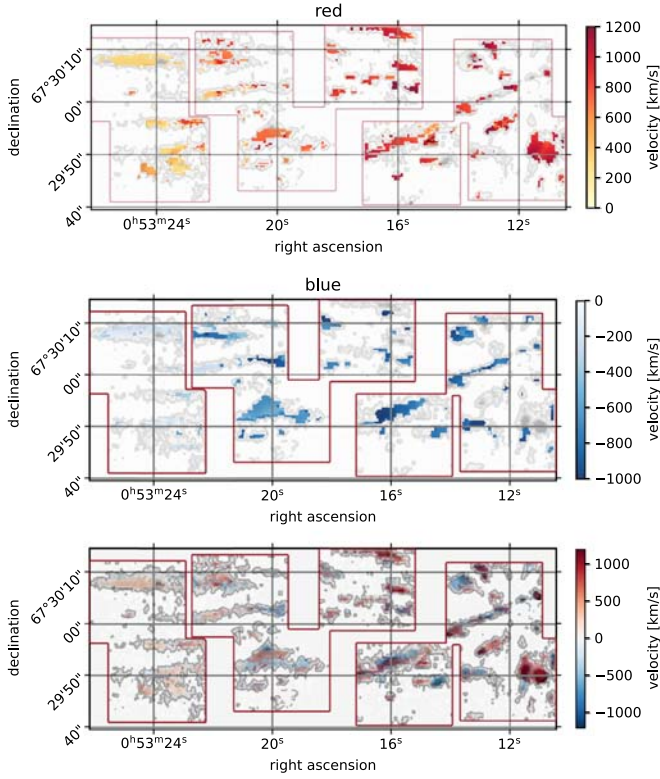 red
declination
67°30'10"
00"
29'50"
40"
0ʰ53ᵐ24ˢ
20ˢ
16ˢ
12ˢ
right ascension
1200
1000
800
600
400
200
0
velocity [km/s]
blue
declination
67°30'10"
00"
29'50"
40"
0ʰ53ᵐ24ˢ
20ˢ
16ˢ
12ˢ
right ascension
0
−200
−400
−600
−800
−1000
velocity [km/s]
declination
67°30'10"
00"
29'50"
40"
0ʰ53ᵐ24ˢ
20ˢ
16ˢ
12ˢ
right ascension
1000
500
0
−500
−1000
velocity [km/s]